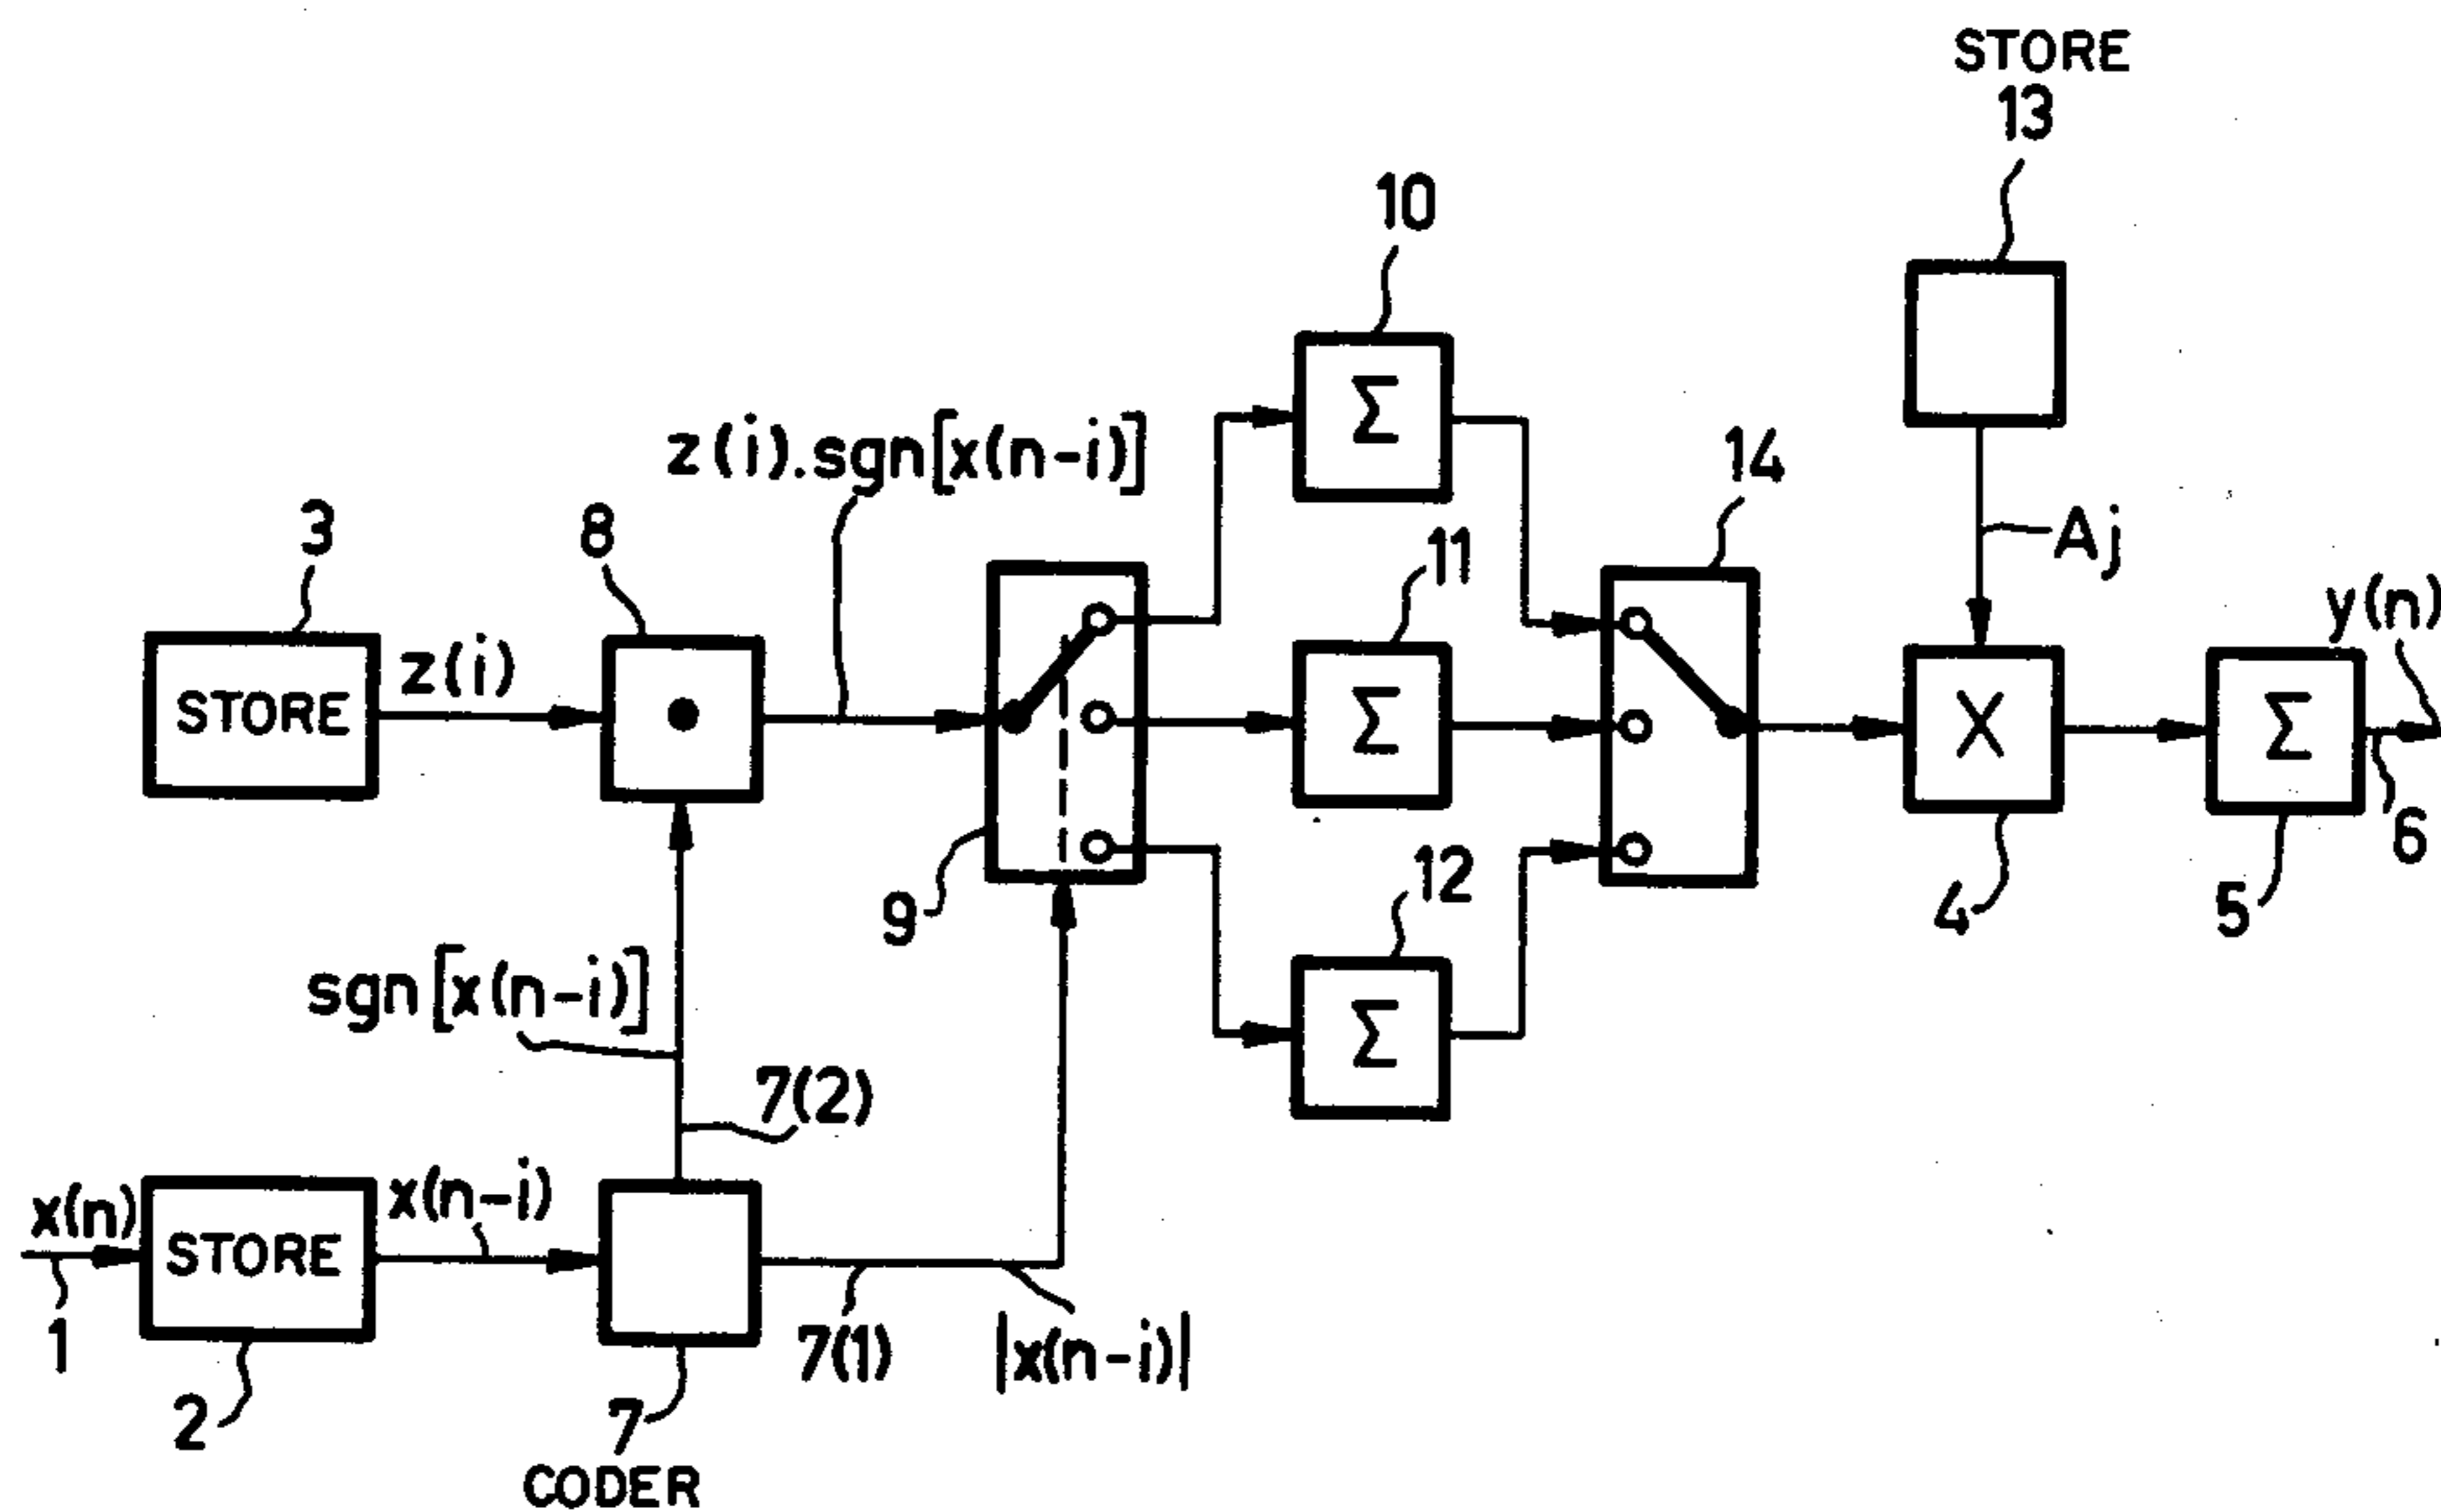 STORE
13
10
z(i).sgn[x(n-i)]
14
3
8
11
Aj
y(n)
Σ
z(i)
STORE
•
Σ
X
Σ
9
12
4
5
6
sgn[x(n-i)]
Σ
7(2)
x(n)
x(n-i)
STORE
1
7(1)
|x(n-i)|
2
7
CODER